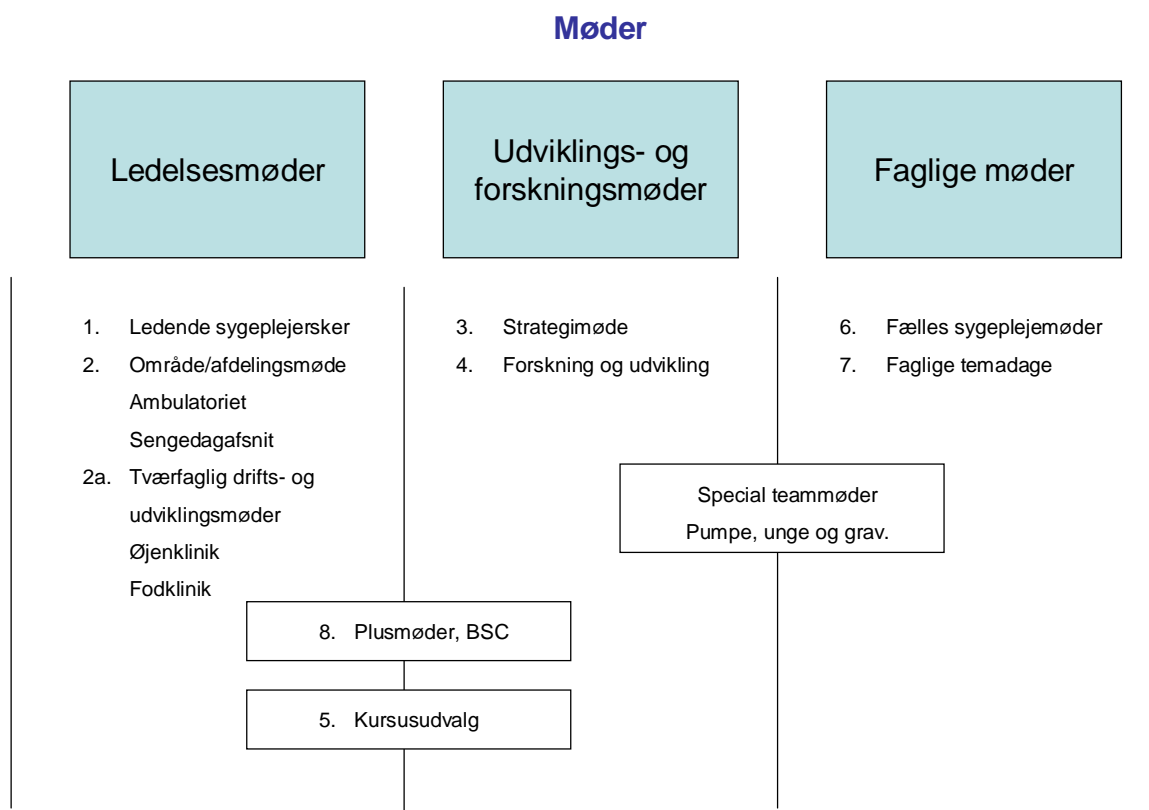 Møder
Ledelsesmøder
Udviklings- og
forskningsmøder
Faglige møder
1. Ledende sygeplejersker
2. Område/afdelingsmøde
Ambulatoriet
Sengedagafsnit
2a. Tværfaglig drifts- og
udviklingsmøder
Øjenklinik
Fodklinik
3. Strategimøde
4. Forskning og udvikling
6. Fælles sygeplejemøder
7. Faglige temadage
Special teammøder
Pumpe, unge og grav.
8. Plusmøder, BSC
5. Kursusudvalg